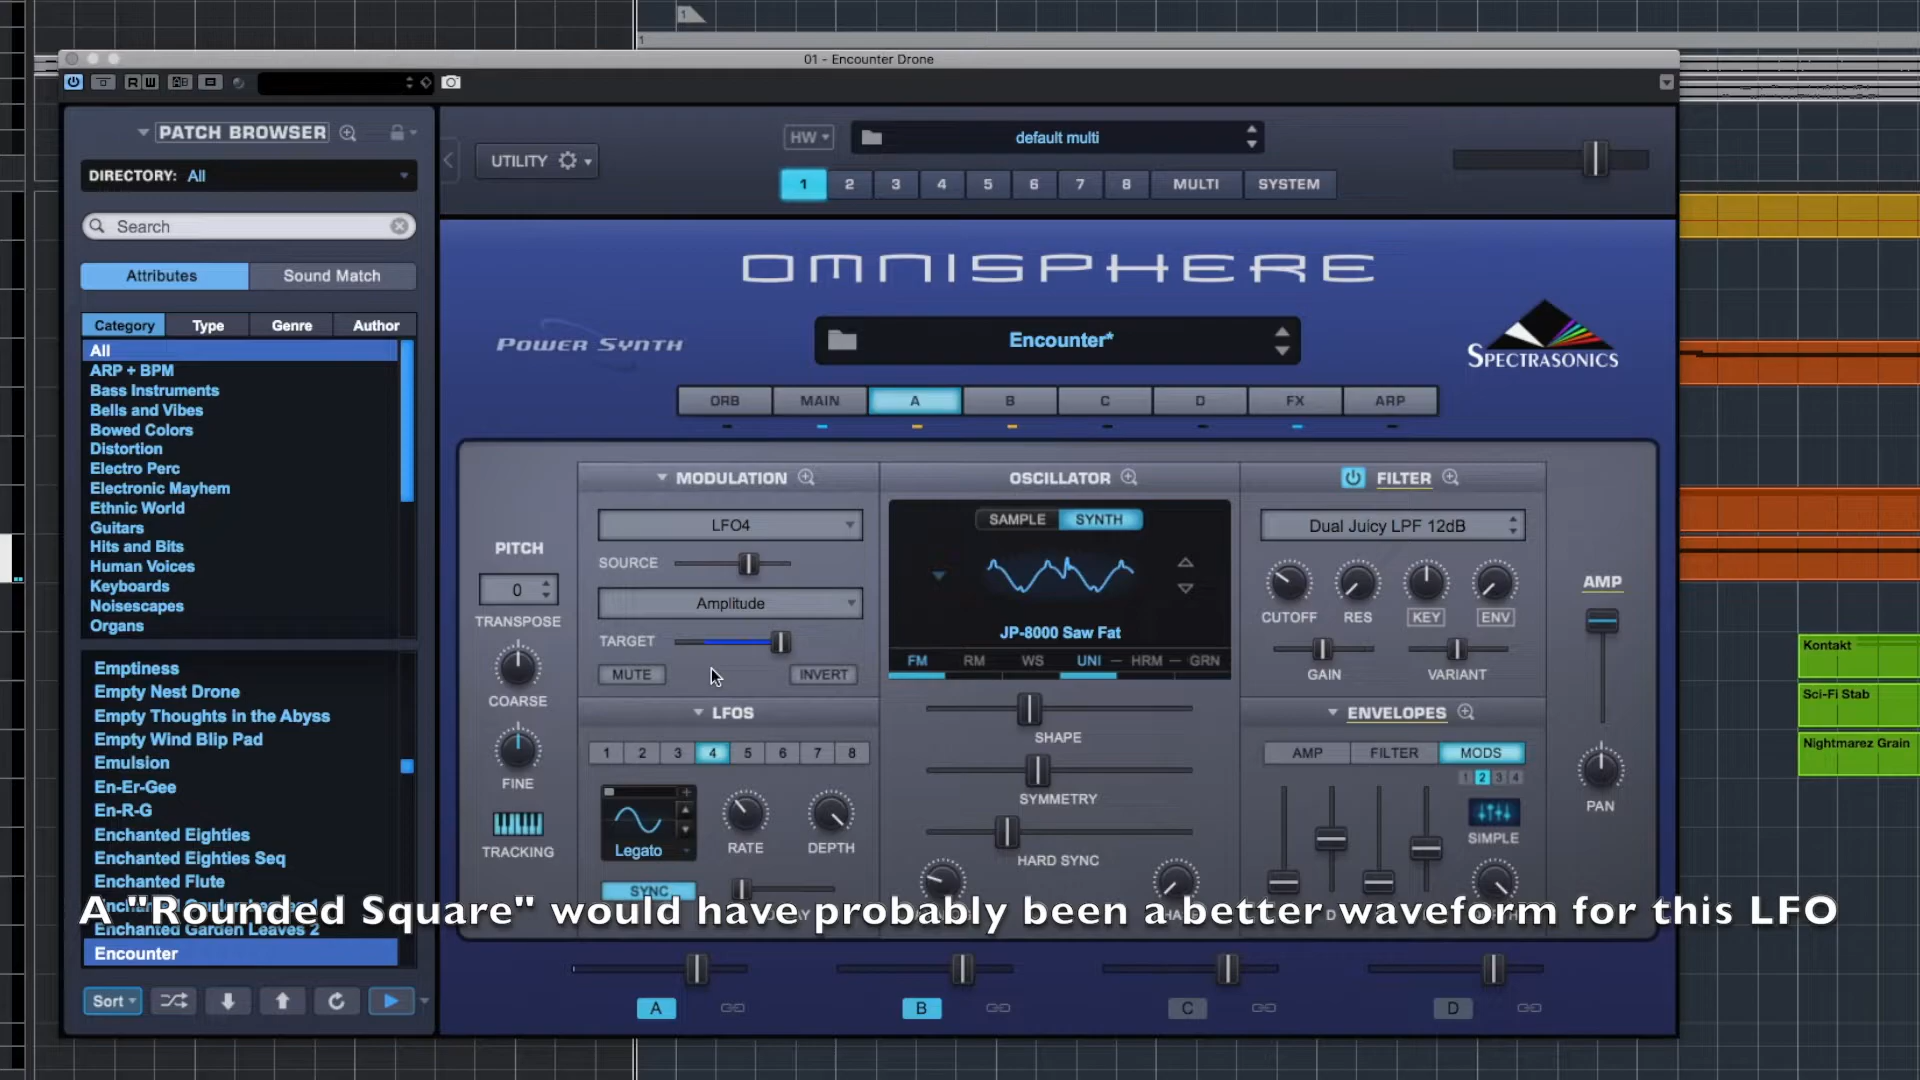 1
1
01 - Encounter Drone
R W
PATCH BROWSER
DIRECTORY: All
Search
Attributes Sound Match
Category Type Genre Author
All
ARP + BPM
Bass Instruments
Bells and Vibes
Bowed Colors
Distortion
Electro Perc
Electronic Mayhem
Ethnic World
Guitars
Hits and Bits
Human Voices
Keyboards
Noisescapes
Organs
Emptiness
Empty Nest Drone
Empty Thoughts in the Abyss
Empty Wind Blip Pad
Emulsion
En-Er-Gee
En-R-G
Enchanted Eighties
Enchanted Eighties Seq
Enchanted Flute
Enchanted Garden Leaves 2
Encounter
Sort
UTILITY
HW
default multi
1 2 3 4 5 6 7 8 MULTI SYSTEM
OMNISPHERE
POWER SYNTH
Encounter*
SPECTRASONICS
ORB MAIN A B C D FX ARP
PITCH
0
TRANSPOSE
COARSE
FINE
TRACKING
MODULATION
LFO4
SOURCE
Amplitude
TARGET
MUTE INVERT
LFOS
1 2 3 4 5 6 7 8
Legato
RATE DEPTH
SYNC
OSCILLATOR
SAMPLE SYNTH
JP-8000 Saw Fat
FM RM WS UNI HRM GRN
SHAPE
SYMMETRY
HARD SYNC
FILTER
Dual Juicy LPF 12dB
CUTOFF RES KEY ENV
GAIN VARIANT
ENVELOPES
AMP FILTER MODS
1 2 3 4
SIMPLE
AMP
PAN
A "Rounded Square" would have probably been a better waveform for this LFO
A B C D
Kontakt
Sci-Fi Stab
Nightmarez Grain